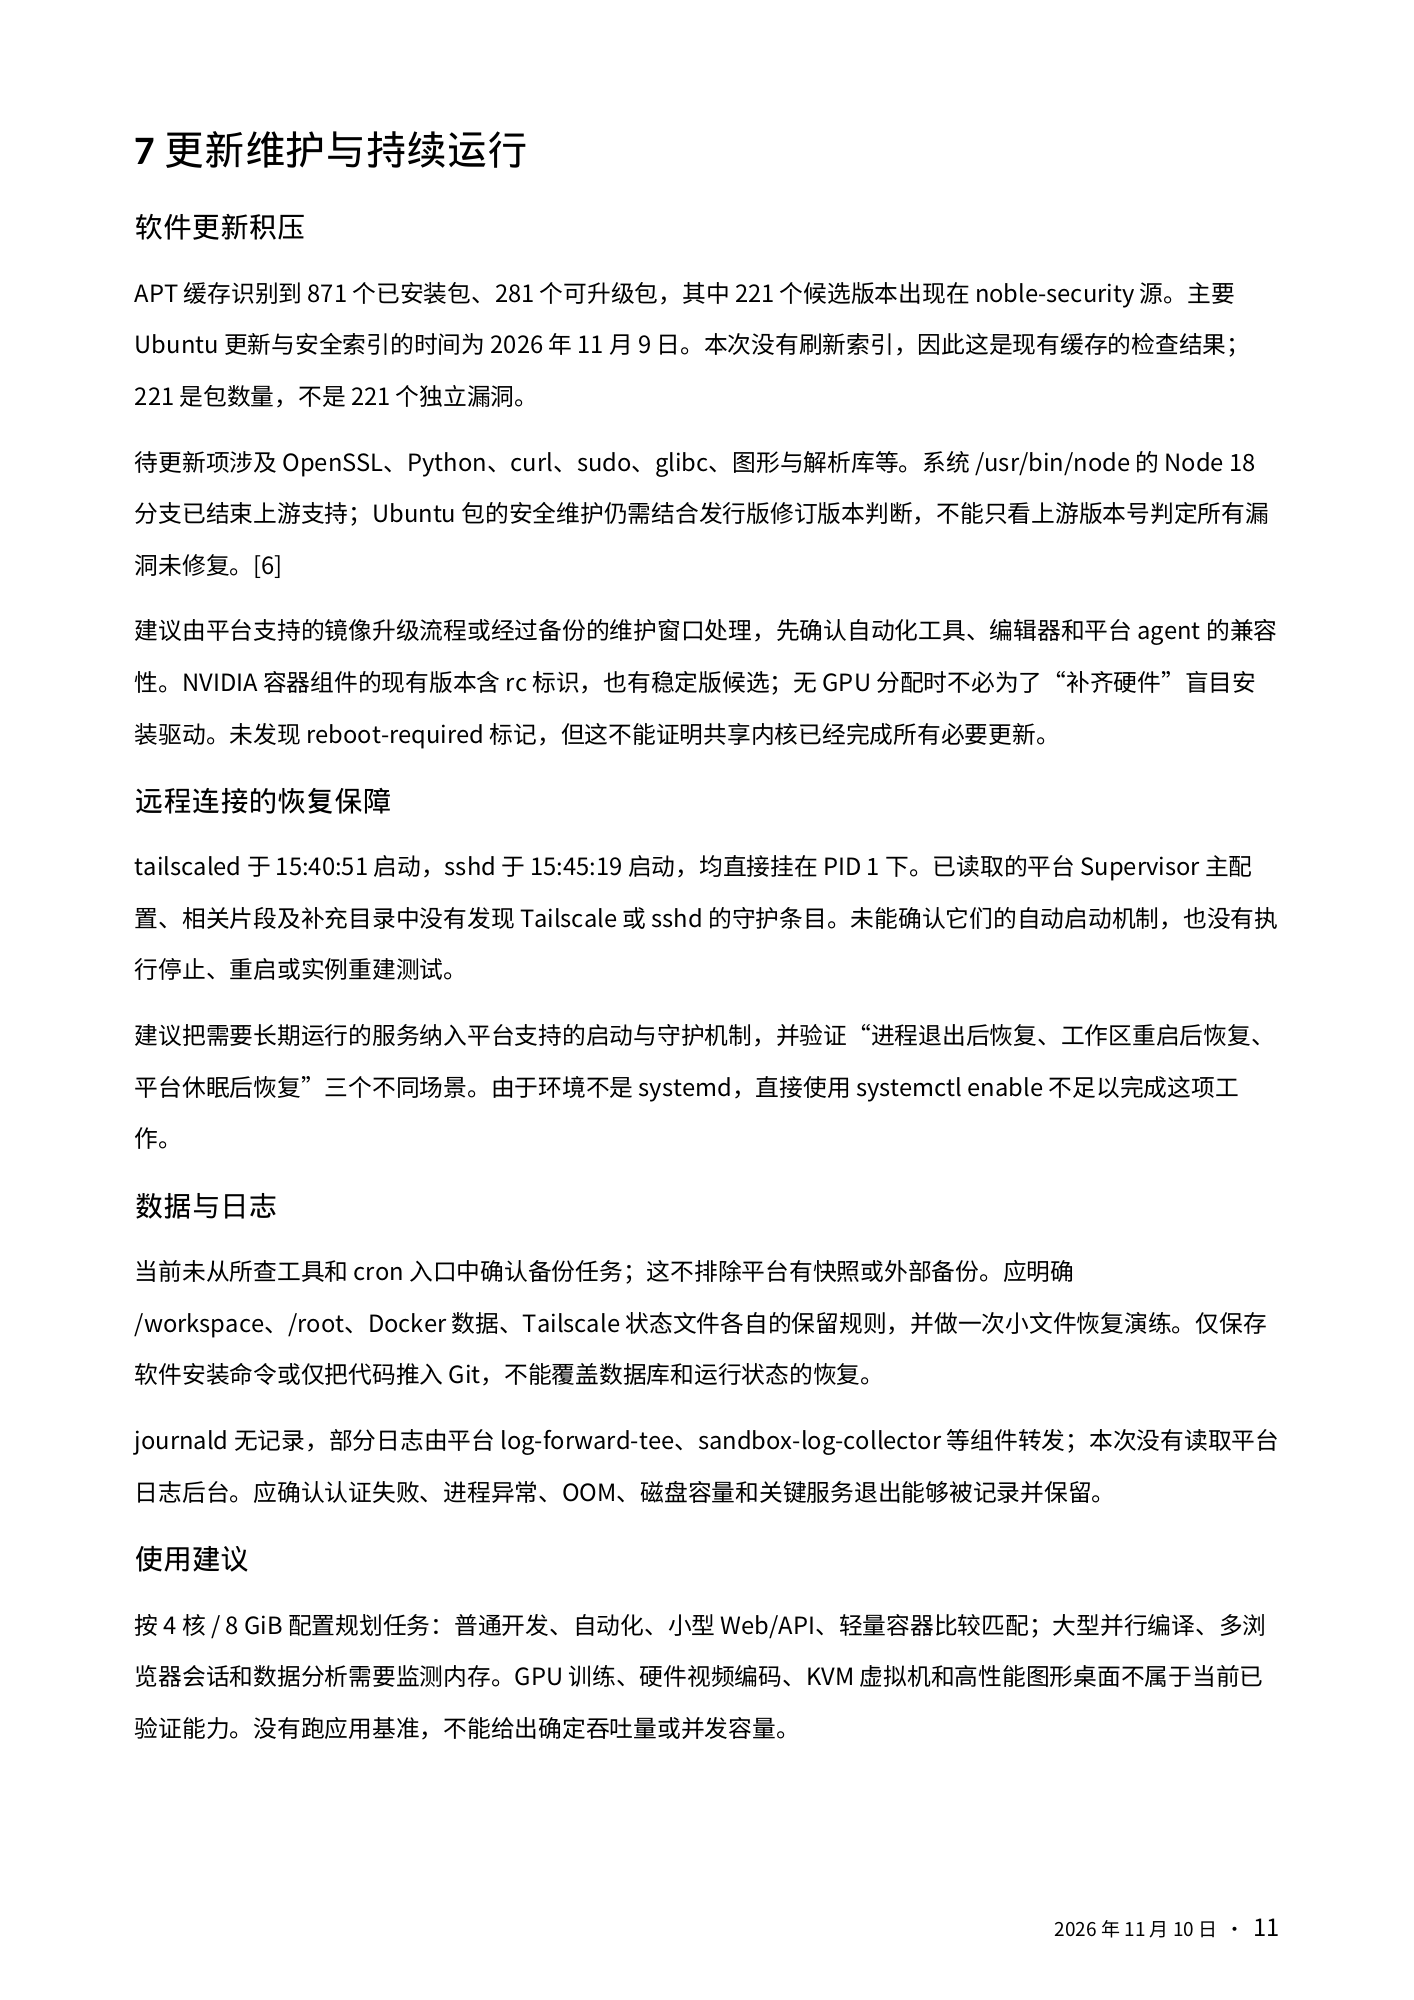 7 更新维护与持续运行
软件更新积压
APT 缓存识别到 871 个已安装包、281 个可升级包，其中 221 个候选版本出现在 noble-security 源。主要
Ubuntu 更新与安全索引的时间为 2026 年 11 月 9 日。本次没有刷新索引，因此这是现有缓存的检查结果；
221 是包数量，不是 221 个独立漏洞。
待更新项涉及 OpenSSL、Python、curl、sudo、glibc、图形与解析库等。系统 /usr/bin/node 的 Node 18
分支已结束上游支持；Ubuntu 包的安全维护仍需结合发行版修订版本判断，不能只看上游版本号判定所有漏
洞未修复。[6]
建议由平台支持的镜像升级流程或经过备份的维护窗口处理，先确认自动化工具、编辑器和平台 agent 的兼容
性。NVIDIA 容器组件的现有版本含 rc 标识，也有稳定版候选；无 GPU 分配时不必为了“补齐硬件”盲目安
装驱动。未发现 reboot-required 标记，但这不能证明共享内核已经完成所有必要更新。
远程连接的恢复保障
tailscaled 于 15:40:51 启动，sshd 于 15:45:19 启动，均直接挂在 PID 1 下。已读取的平台 Supervisor 主配
置、相关片段及补充目录中没有发现 Tailscale 或 sshd 的守护条目。未能确认它们的自动启动机制，也没有执
行停止、重启或实例重建测试。
建议把需要长期运行的服务纳入平台支持的启动与守护机制，并验证“进程退出后恢复、工作区重启后恢复、
平台休眠后恢复”三个不同场景。由于环境不是 systemd，直接使用 systemctl enable 不足以完成这项工
作。
数据与日志
当前未从所查工具和 cron 入口中确认备份任务；这不排除平台有快照或外部备份。应明确
/workspace、/root、Docker 数据、Tailscale 状态文件各自的保留规则，并做一次小文件恢复演练。仅保存
软件安装命令或仅把代码推入 Git，不能覆盖数据库和运行状态的恢复。
journald 无记录，部分日志由平台 log-forward-tee、sandbox-log-collector 等组件转发；本次没有读取平台
日志后台。应确认认证失败、进程异常、OOM、磁盘容量和关键服务退出能够被记录并保留。
使用建议
按 4 核 / 8 GiB 配置规划任务：普通开发、自动化、小型 Web/API、轻量容器比较匹配；大型并行编译、多浏
览器会话和数据分析需要监测内存。GPU 训练、硬件视频编码、KVM 虚拟机和高性能图形桌面不属于当前已
验证能力。没有跑应用基准，不能给出确定吞吐量或并发容量。
2026 年 11 月 10 日 · 11